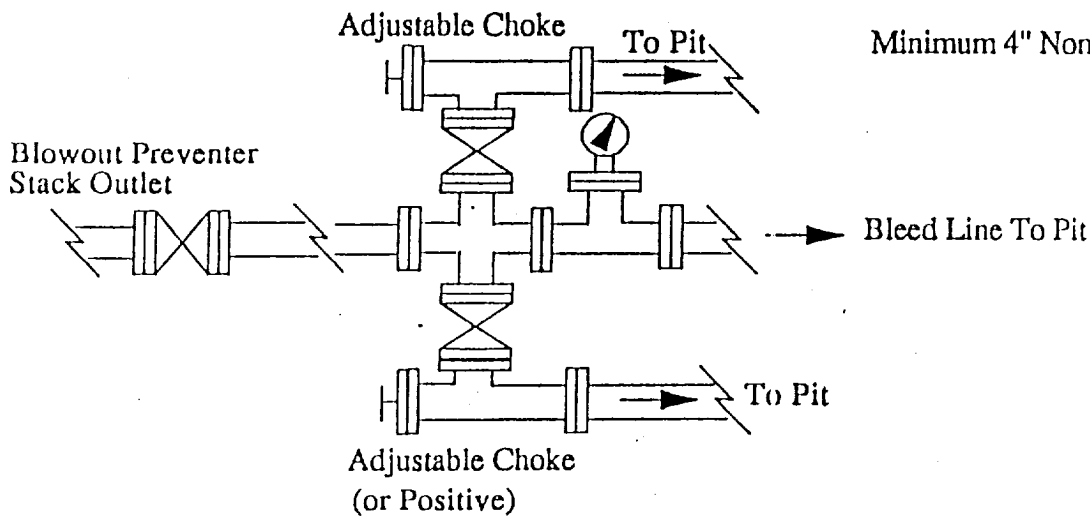 Adjustable Choke
To Pit
Minimum 4" Non
Blowout Preventer
Stack Outlet
Bleed Line To Pit
To Pit
Adjustable Choke
(or Positive)